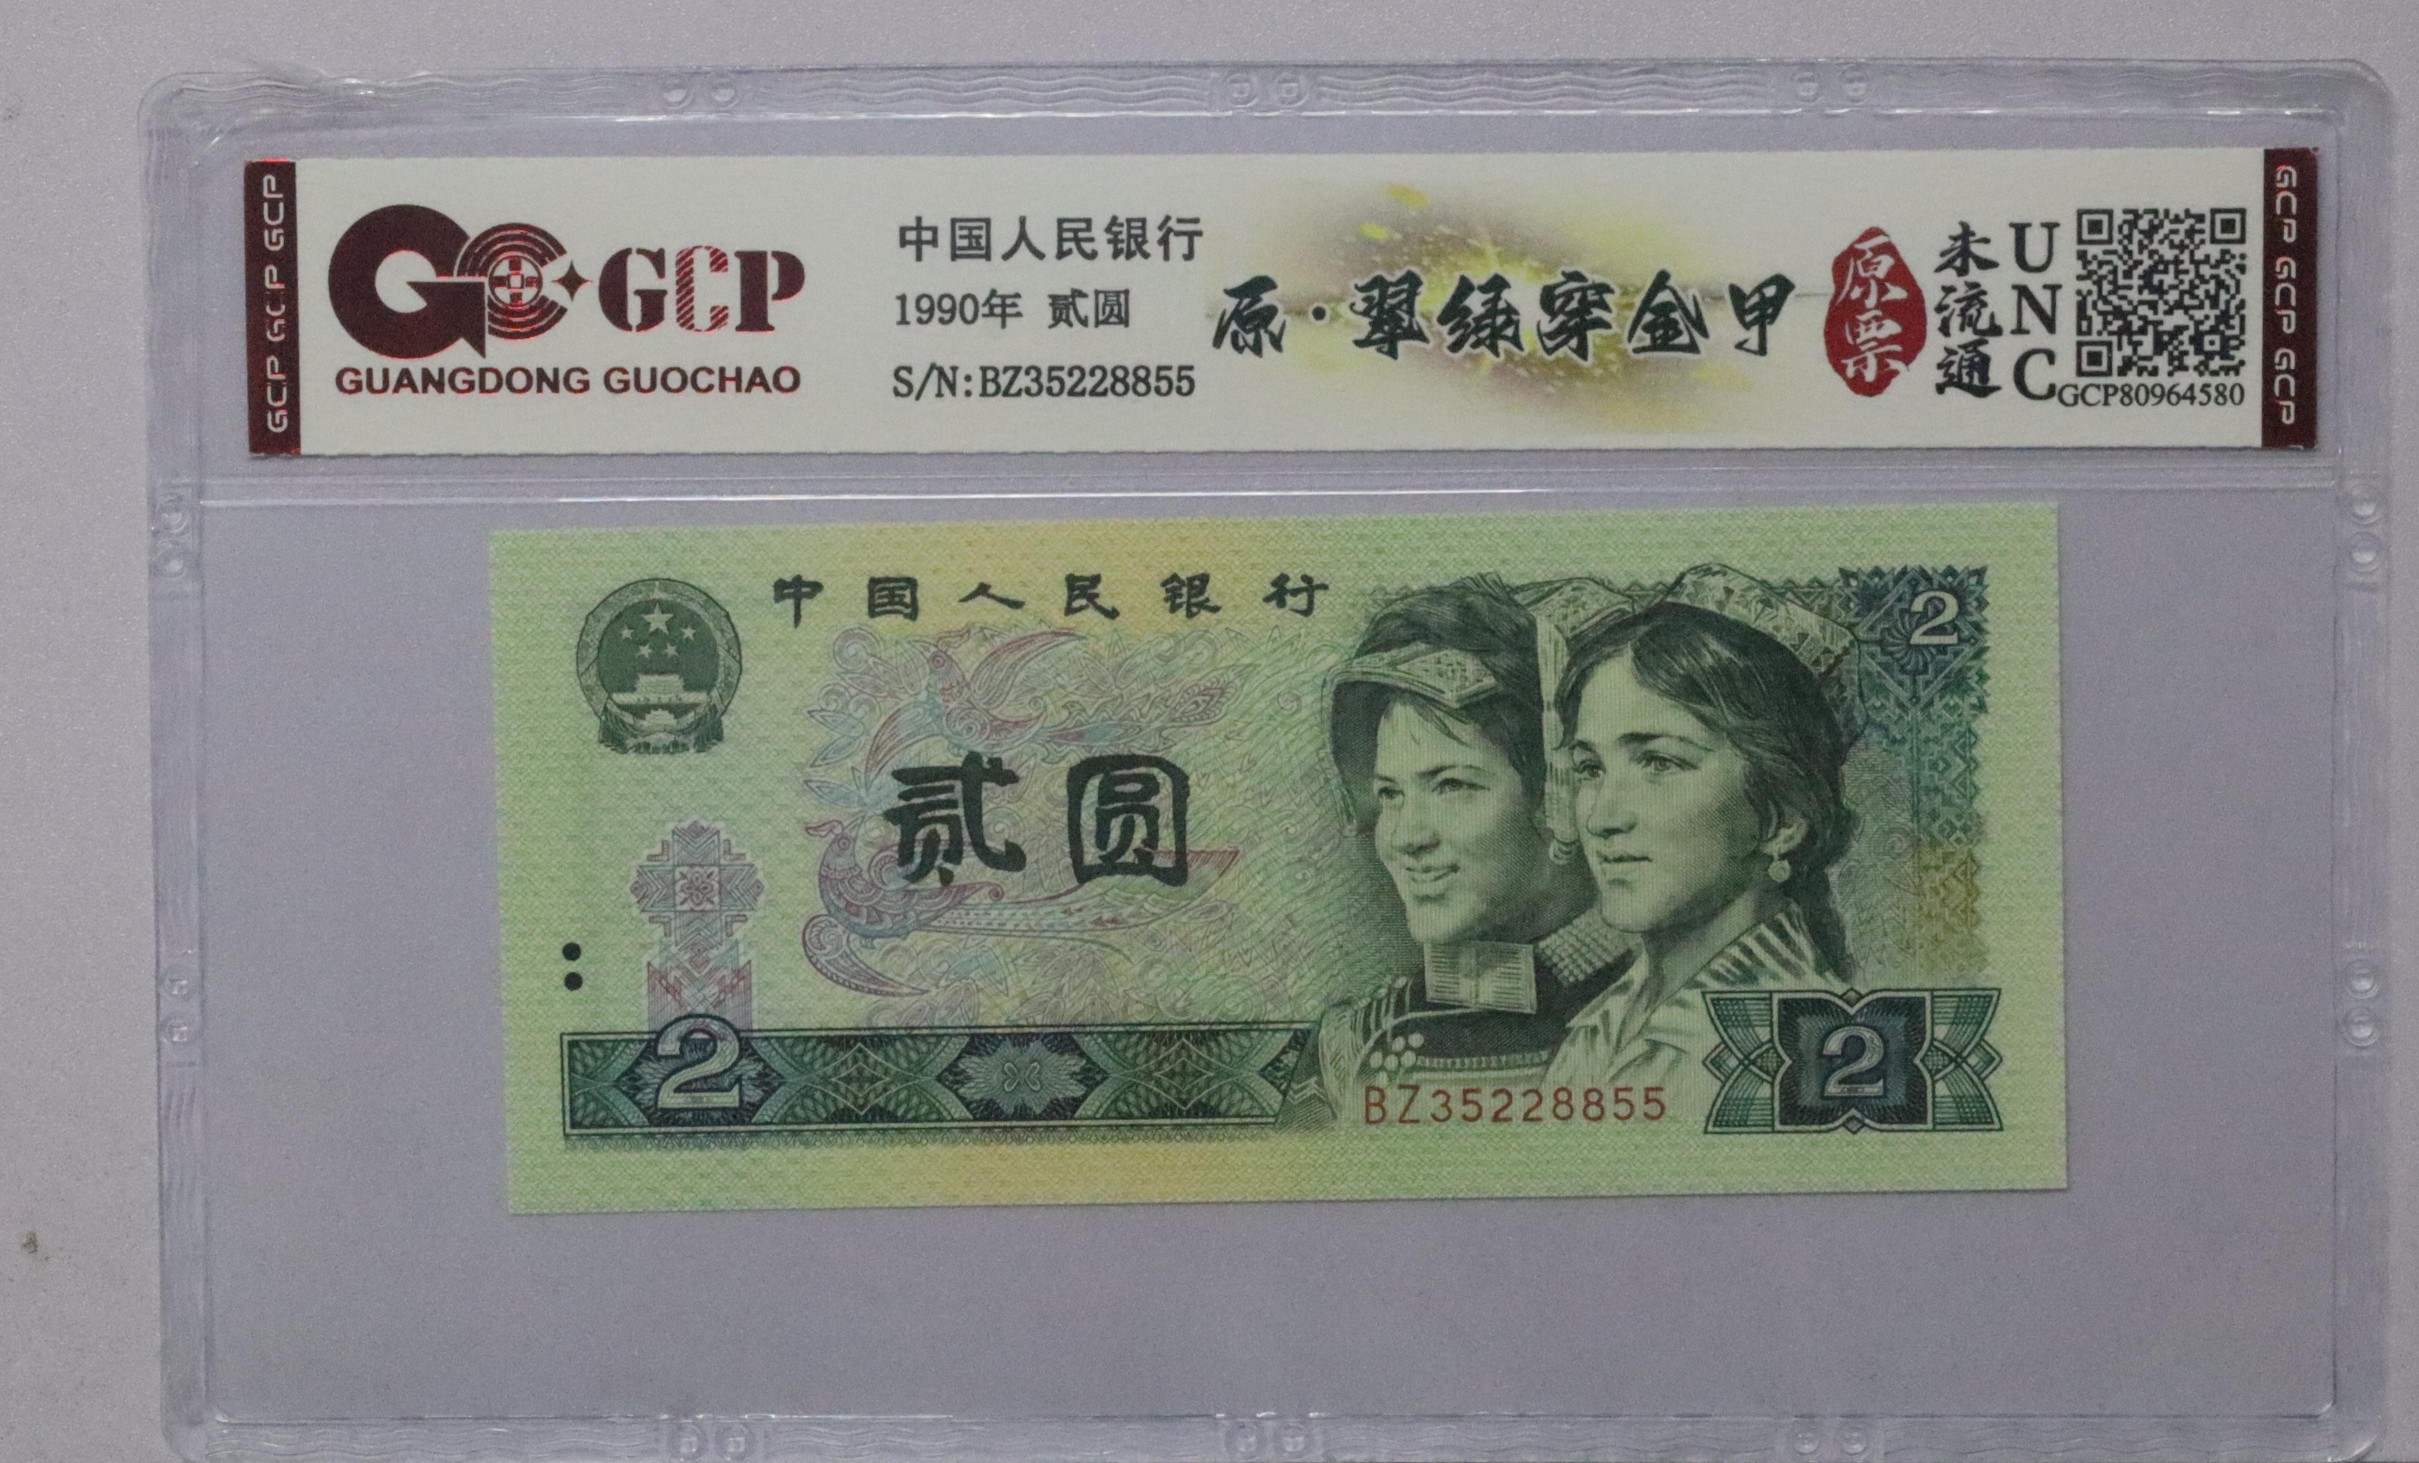 GCP GCP GCP
GCP
GUANGDONG GUOCHAO
中国人民银行
1990年 贰圆
S/N:BZ35228855
原·翠绿穿金甲
原票
未流通
UNC
GCP80964580
GCP GCP GCP
中国人民银行
2
贰圆
2
BZ35228855
2